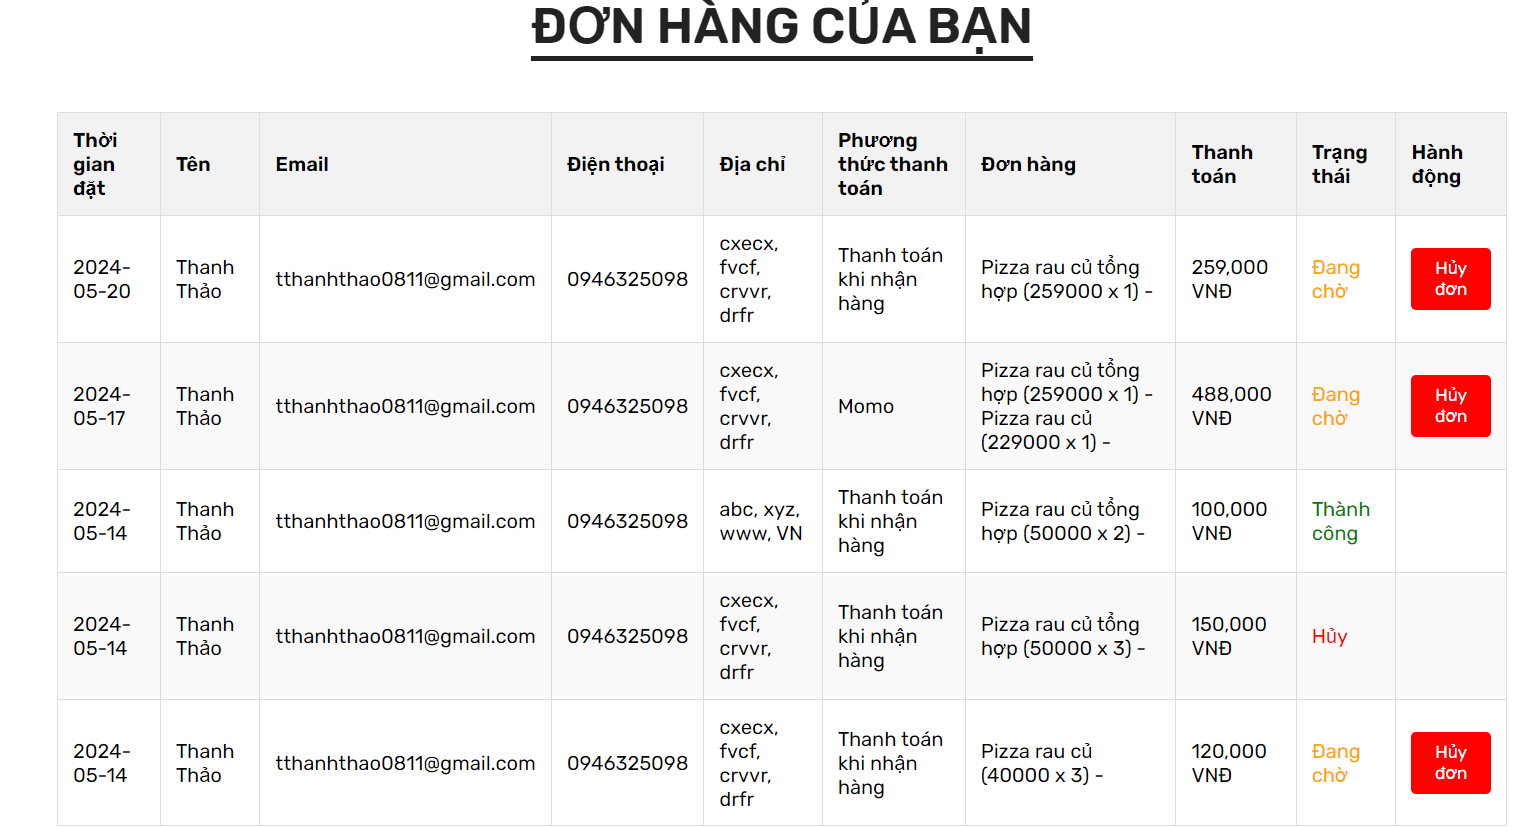 ĐƠN HÀNG CỦA BẠN
Thời gian đặt Tên Email Điện thoại Địa chỉ Phương thức thanh toán Đơn hàng Thanh toán Trạng thái Hành động
2024-05-20 Thanh Thảo tthanhthao0811@gmail.com 0946325098 cxecx, fvcf, crvvr, drfr Thanh toán khi nhận hàng Pizza rau củ tổng hợp (259000 x 1) - 259,000 VNĐ Đang chờ Hủy đơn
2024-05-17 Thanh Thảo tthanhthao0811@gmail.com 0946325098 cxecx, fvcf, crvvr, drfr Momo Pizza rau củ tổng hợp (259000 x 1) - Pizza rau củ (229000 x 1) - 488,000 VNĐ Đang chờ Hủy đơn
2024-05-14 Thanh Thảo tthanhthao0811@gmail.com 0946325098 abc, xyz, www, VN Thanh toán khi nhận hàng Pizza rau củ tổng hợp (50000 x 2) - 100,000 VNĐ Thành công
2024-05-14 Thanh Thảo tthanhthao0811@gmail.com 0946325098 cxecx, fvcf, crvvr, drfr Thanh toán khi nhận hàng Pizza rau củ tổng hợp (50000 x 3) - 150,000 VNĐ Hủy
2024-05-14 Thanh Thảo tthanhthao0811@gmail.com 0946325098 cxecx, fvcf, crvvr, drfr Thanh toán khi nhận hàng Pizza rau củ (40000 x 3) - 120,000 VNĐ Đang chờ Hủy đơn